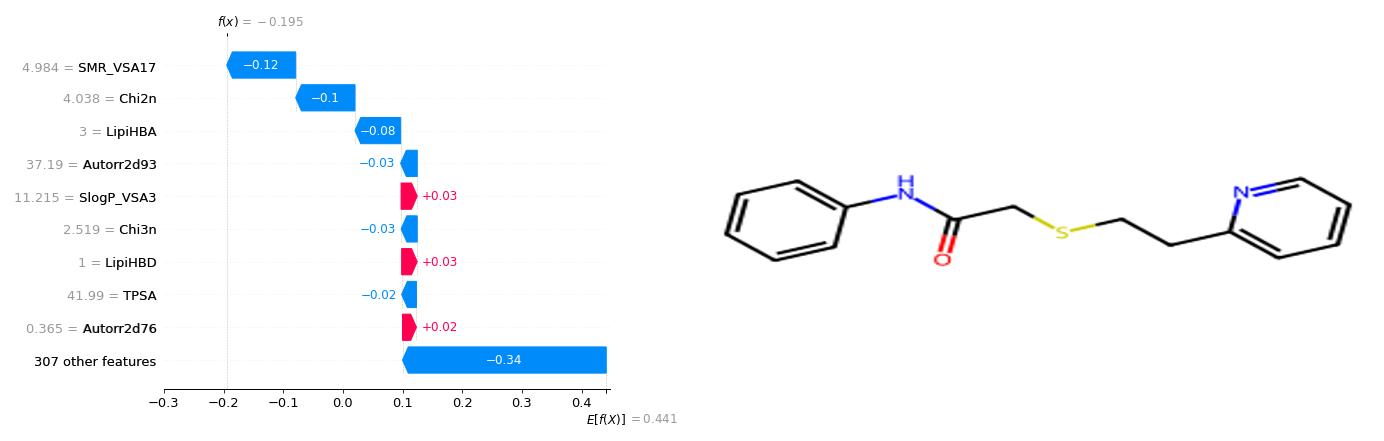 f(x) = −0.195
4.984 = SMR_VSA17
−0.12
4.038 = Chi2n
−0.1
3 = LipiHBA
−0.08
37.19 = Autorr2d93
−0.03
11.215 = SlogP_VSA3
+0.03
2.519 = Chi3n
−0.03
1 = LipiHBD
+0.03
41.99 = TPSA
−0.02
0.365 = Autorr2d76
+0.02
307 other features
−0.34
−0.3 −0.2 −0.1 0.0 0.1 0.2 0.3 0.4
E[f(X)] = 0.441
H
N
O
S
N